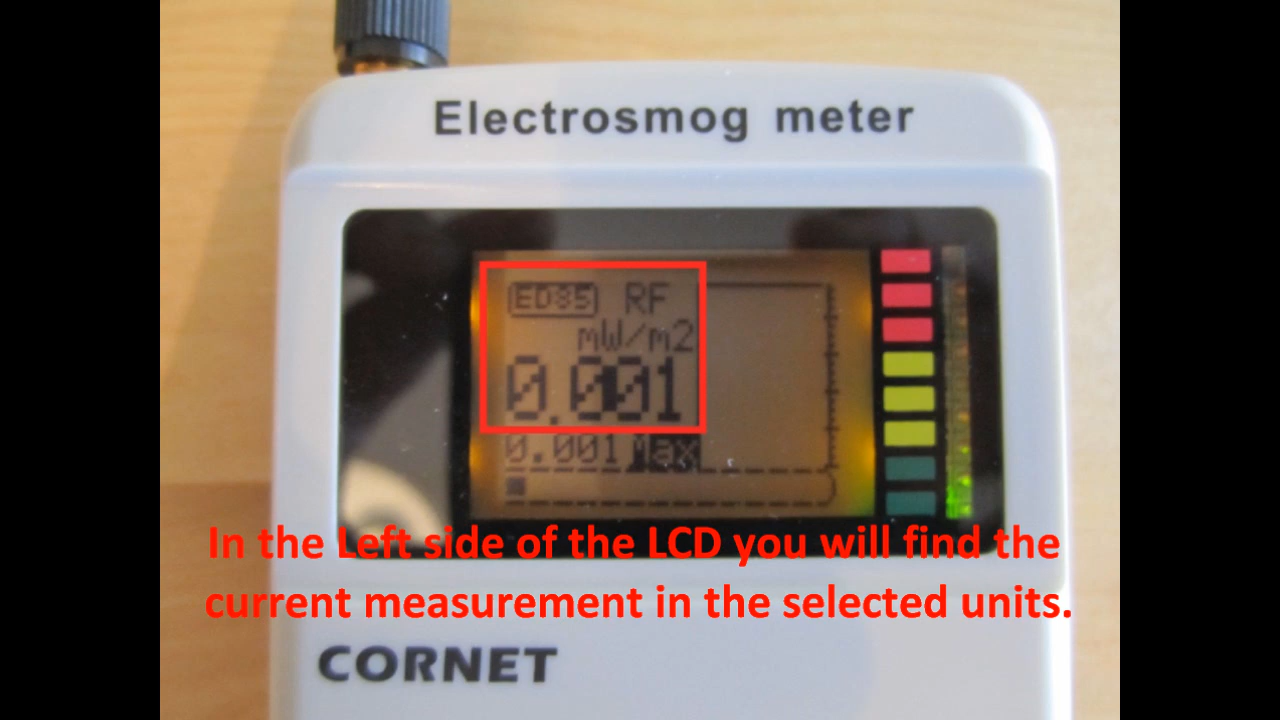 Electrosmog meter
ED85 RF
mW/m2
0.001
0.001 Max
In the Left side of the LCD you will find the
current measurement in the selected units.
CORNET